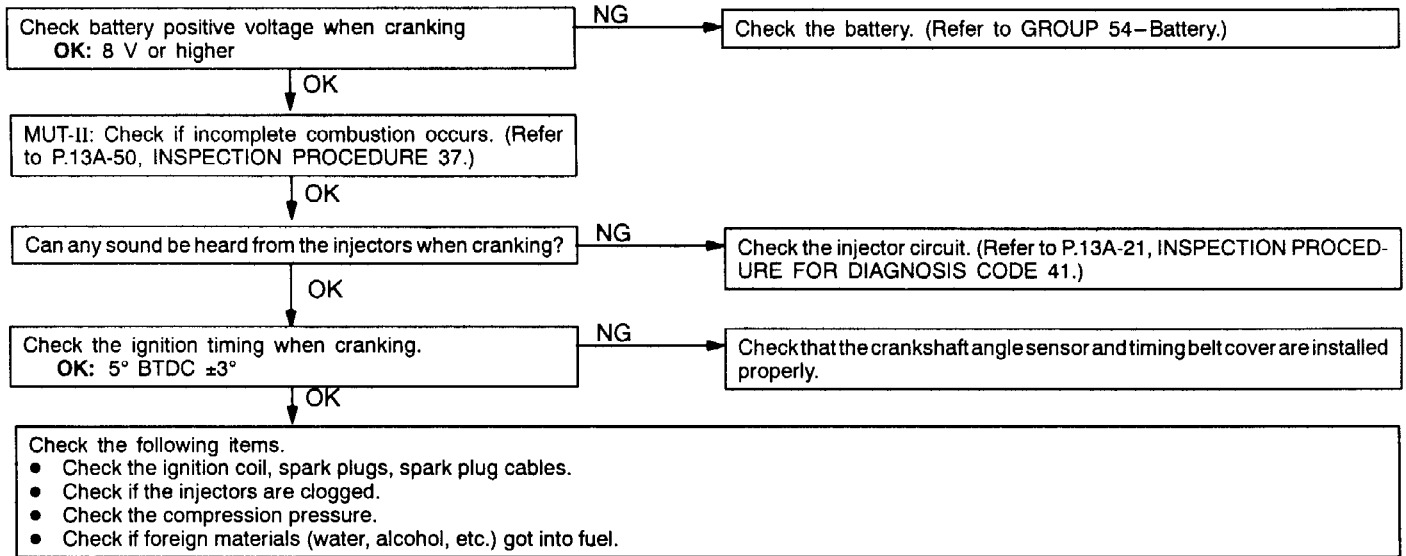 Check battery positive voltage when cranking
OK: 8 V or higher
NG
Check the battery. (Refer to GROUP 54–Battery.)
OK
MUT-II: Check if incomplete combustion occurs. (Refer
to P.13A-50, INSPECTION PROCEDURE 37.)
OK
Can any sound be heard from the injectors when cranking?
NG
Check the injector circuit. (Refer to P.13A-21, INSPECTION PROCED-
URE FOR DIAGNOSIS CODE 41.)
OK
Check the ignition timing when cranking.
OK: 5° BTDC ±3°
NG
Check that the crankshaft angle sensor and timing belt cover are installed
properly.
OK
Check the following items.
● Check the ignition coil, spark plugs, spark plug cables.
● Check if the injectors are clogged.
● Check the compression pressure.
● Check if foreign materials (water, alcohol, etc.) got into fuel.